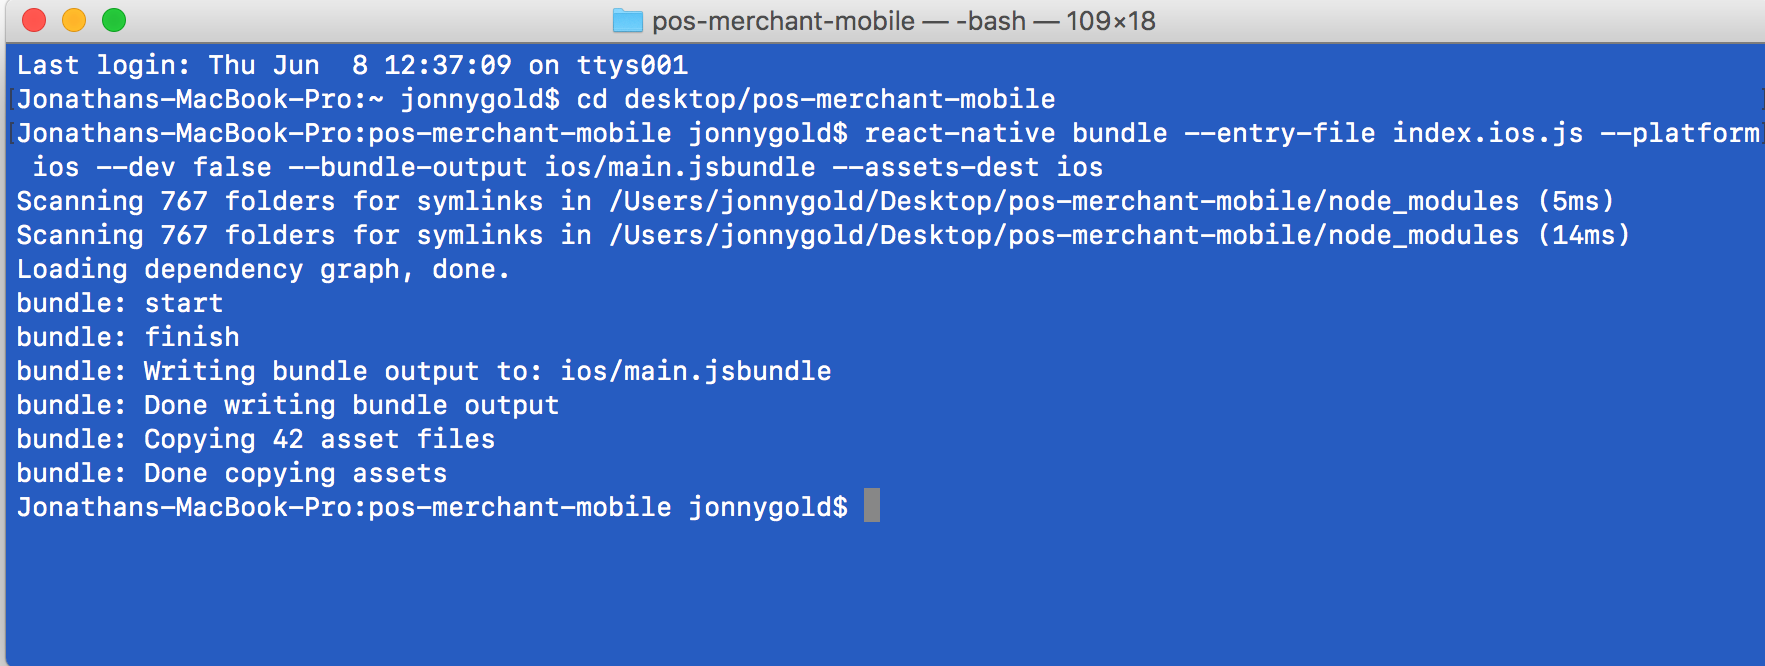 pos-merchant-mobile — -bash — 109×18
Last login: Thu Jun  8 12:37:09 on ttys001
[Jonathans-MacBook-Pro:~ jonnygold$ cd desktop/pos-merchant-mobile ]
[Jonathans-MacBook-Pro:pos-merchant-mobile jonnygold$ react-native bundle --entry-file index.ios.js --platform]
 ios --dev false --bundle-output ios/main.jsbundle --assets-dest ios
Scanning 767 folders for symlinks in /Users/jonnygold/Desktop/pos-merchant-mobile/node_modules (5ms)
Scanning 767 folders for symlinks in /Users/jonnygold/Desktop/pos-merchant-mobile/node_modules (14ms)
Loading dependency graph, done.
bundle: start
bundle: finish
bundle: Writing bundle output to: ios/main.jsbundle
bundle: Done writing bundle output
bundle: Copying 42 asset files
bundle: Done copying assets
Jonathans-MacBook-Pro:pos-merchant-mobile jonnygold$